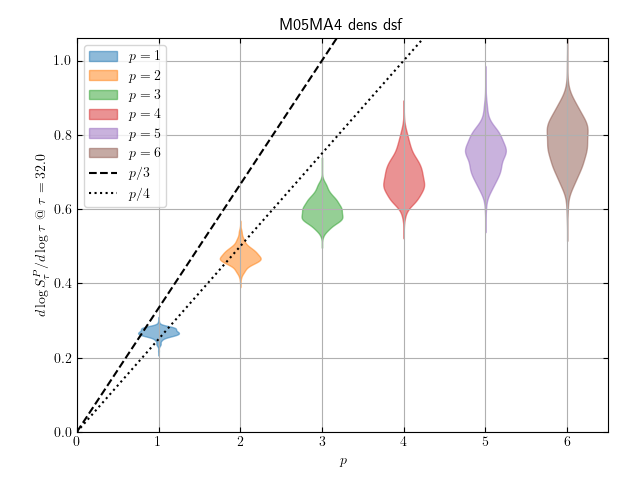 M05MA4 dens dsf
d log S_τ^P / d log τ @ τ = 32.0
1.0
0.8
0.6
0.4
0.2
0.0
p = 1
p = 2
p = 3
p = 4
p = 5
p = 6
p/3
p/4
0 1 2 3 4 5 6
p